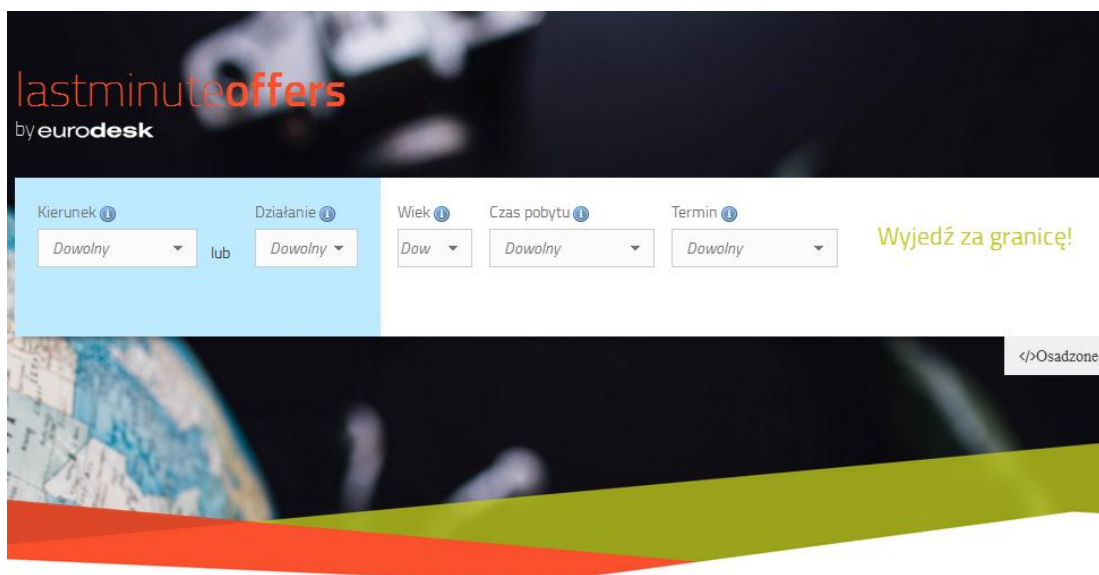 lastminuteoffers
by eurodesk
Kierunek Działanie Wiek Czas pobytu Termin
Dowolny lub Dowolny Dow Dowolny Dowolny Wyjedź za granicę!
</>Osadzone